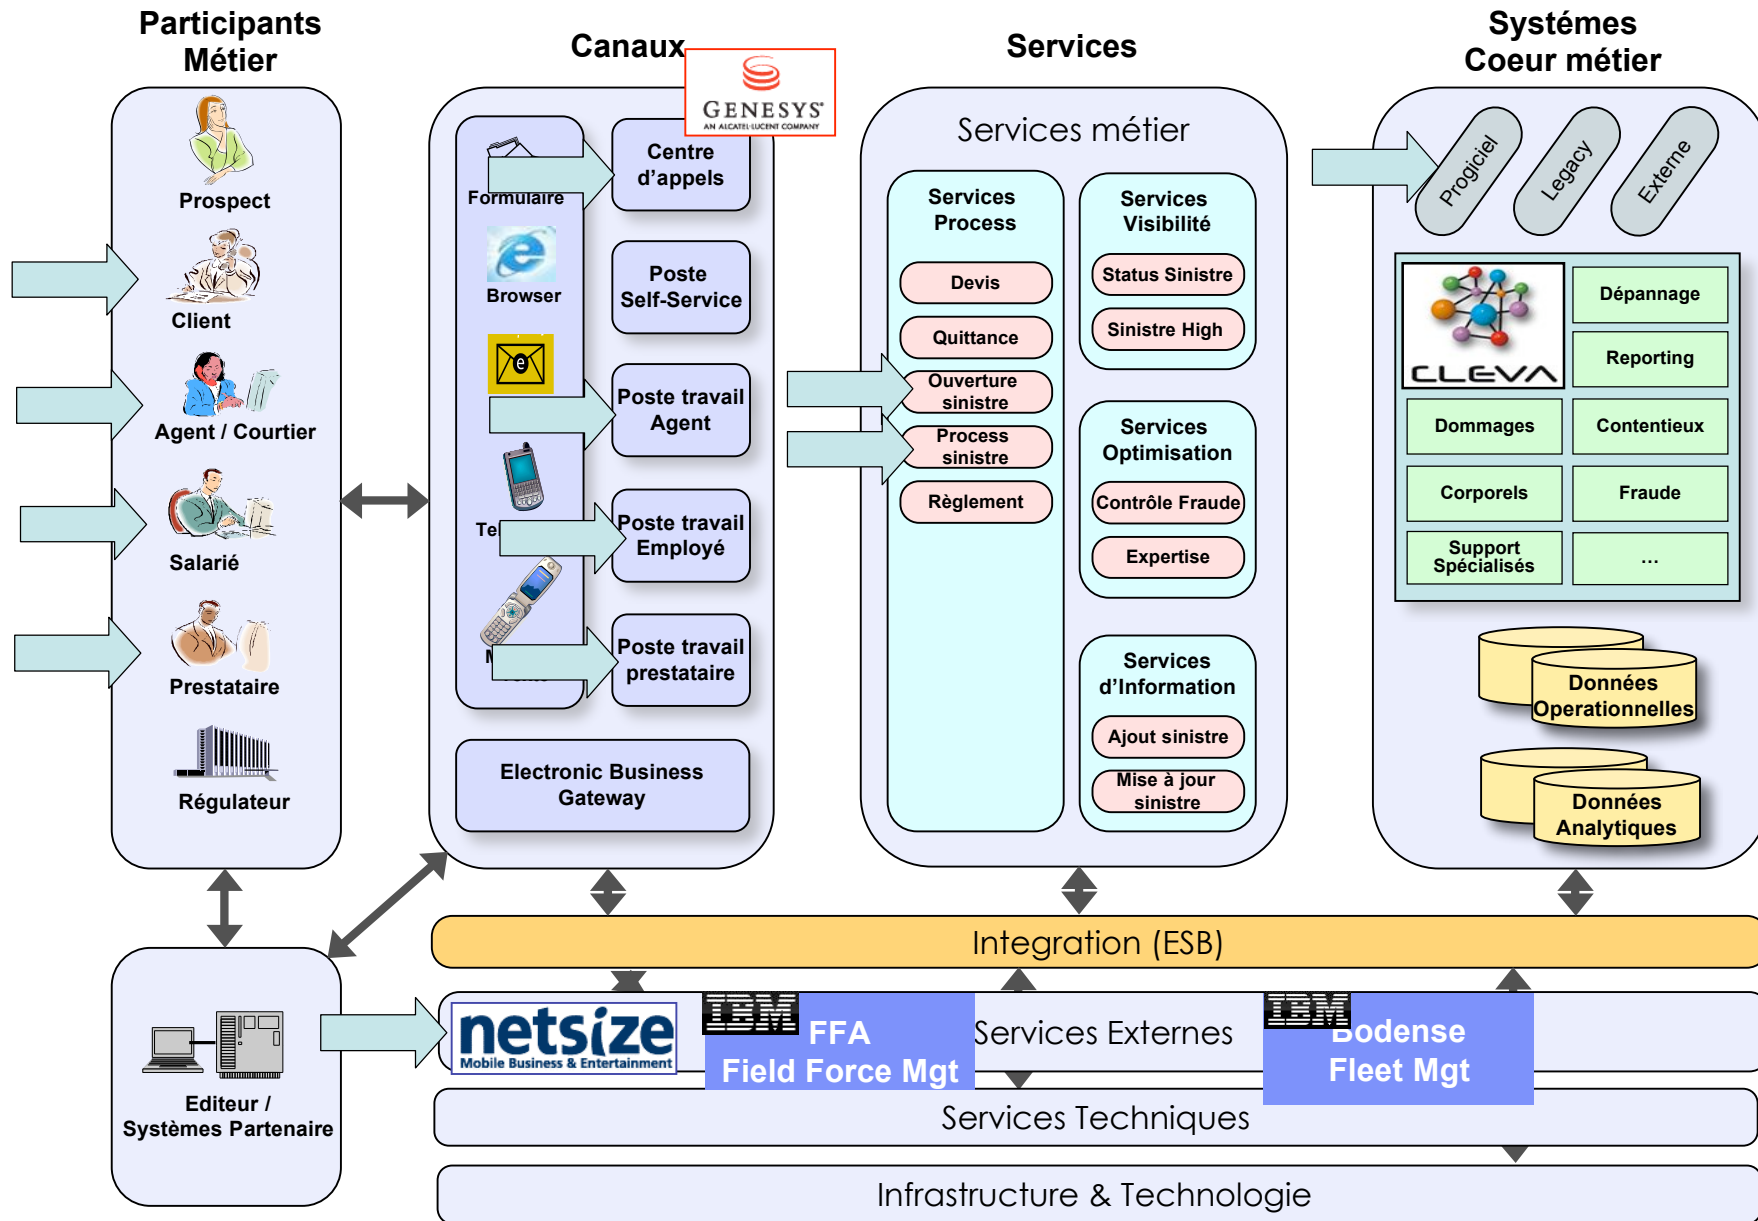 Participants
Métier
Canaux
Services
Systémes
Coeur métier
Prospect
Client
Agent / Courtier
Salarié
Prestataire
Régulateur
GENESYS
AN ALCATEL-LUCENT COMPANY
Formulaire
Browser
e
Centre
d'appels
Poste
Self-Service
Poste travail
Agent
Poste travail
Employé
Poste travail
prestataire
Electronic Business
Gateway
Services métier
Services
Process
Devis
Quittance
Ouverture
sinistre
Process
sinistre
Règlement
Services
Visibilité
Status Sinistre
Sinistre High
Services
Optimisation
Contrôle Fraude
Expertise
Services
d'Information
Ajout sinistre
Mise à jour
sinistre
Progiciel
Legacy
Externe
CLEVA
Dépannage
Reporting
Dommages
Contentieux
Corporels
Fraude
Support
Spécialisés
...
Données
Operationnelles
Données
Analytiques
Integration (ESB)
Editeur /
Systèmes Partenaire
netsize
Mobile Business & Entertainment
IBM
FFA
Field Force Mgt
Services Externes
IBM
Bodense
Fleet Mgt
Services Techniques
Infrastructure & Technologie